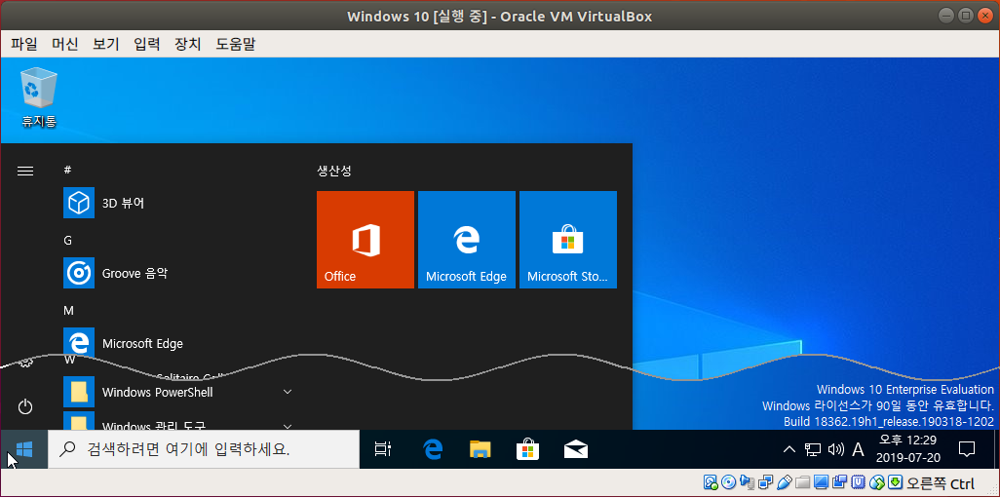 Windows 10 [실행 중] - Oracle VM VirtualBox
파일 머신 보기 입력 장치 도움말
휴지통
#
3D 뷰어
G
Groove 음악
M
Microsoft Edge
생산성
Office
Microsoft Edge
Microsoft Sto...
W
Windows PowerShell
Windows 관리 도구
Windows 10 Enterprise Evaluation
Windows 라이선스가 90일 동안 유효합니다.
Build 18362.19h1_release.190318-1202
검색하려면 여기에 입력하세요.
A
오후 12:29
2019-07-20
오른쪽 Ctrl